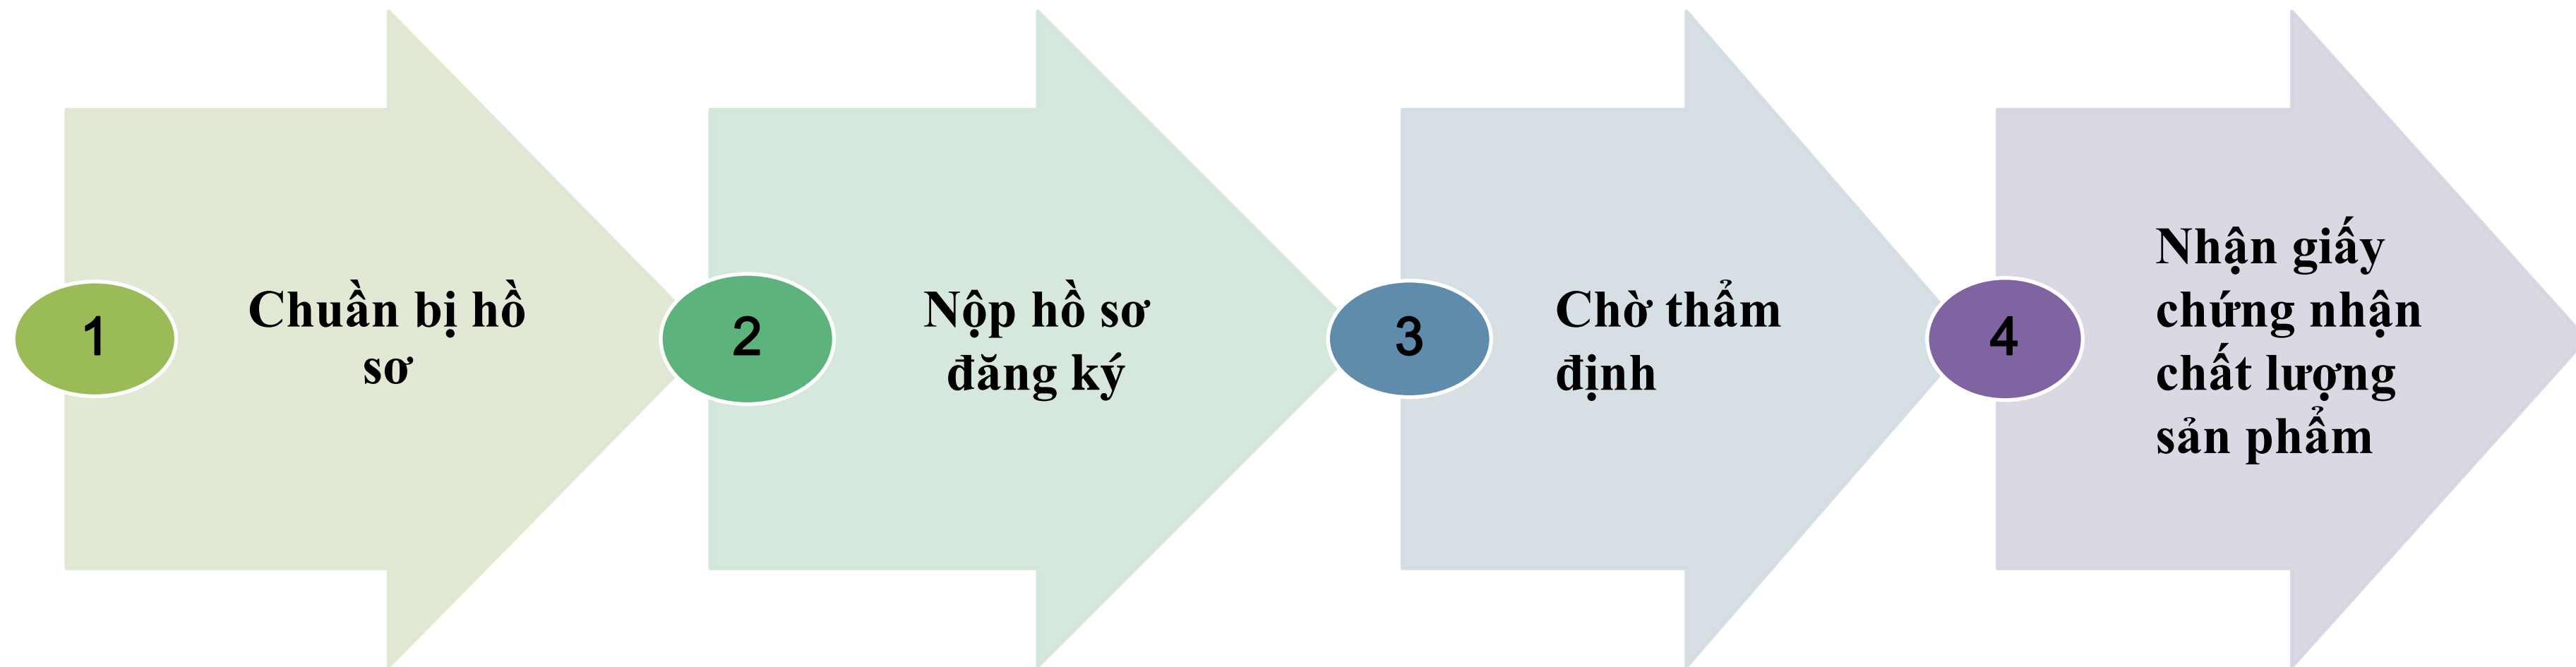 1
Chuần bị hồ
sơ
2
Nộp hồ sơ
đăng ký
3
Chờ thẩm
định
4
Nhận giấy
chứng nhận
chất lượng
sản phẩm